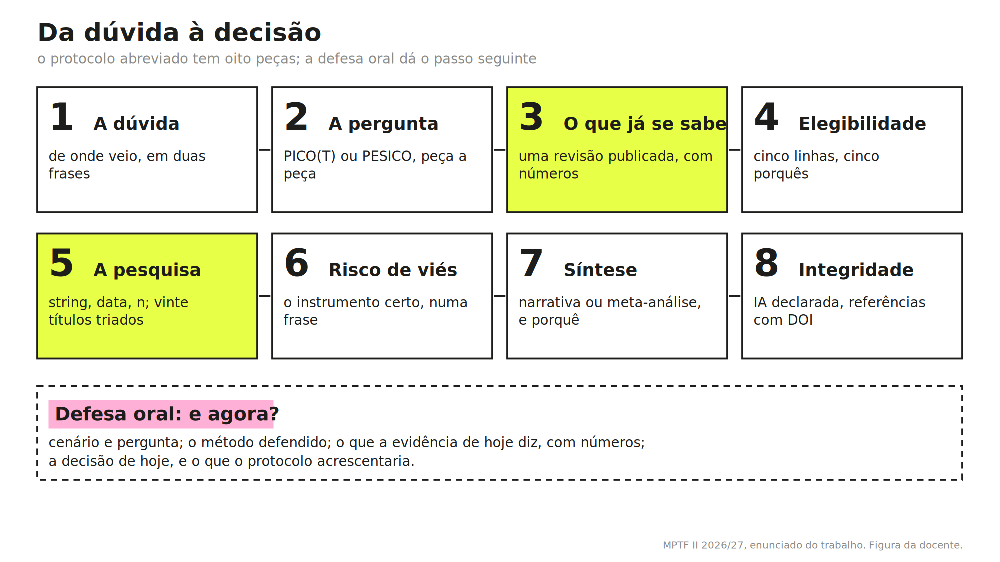 Da dúvida à decisão
o protocolo abreviado tem oito peças; a defesa oral dá o passo seguinte
1 A dúvida
de onde veio, em duas
frases
2 A pergunta
PICO(T) ou PESICO, peça a
peça
3 O que já se sabe
uma revisão publicada, com
números
4 Elegibilidade
cinco linhas, cinco
porquês
5 A pesquisa
string, data, n; vinte
títulos triados
6 Risco de viés
o instrumento certo, numa
frase
7 Síntese
narrativa ou meta-análise,
e porquê
8 Integridade
IA declarada, referências
com DOI
Defesa oral: e agora?
cenário e pergunta; o método defendido; o que a evidência de hoje diz, com números;
a decisão de hoje, e o que o protocolo acrescentaria.
MPTF II 2026/27, enunciado do trabalho. Figura da docente.